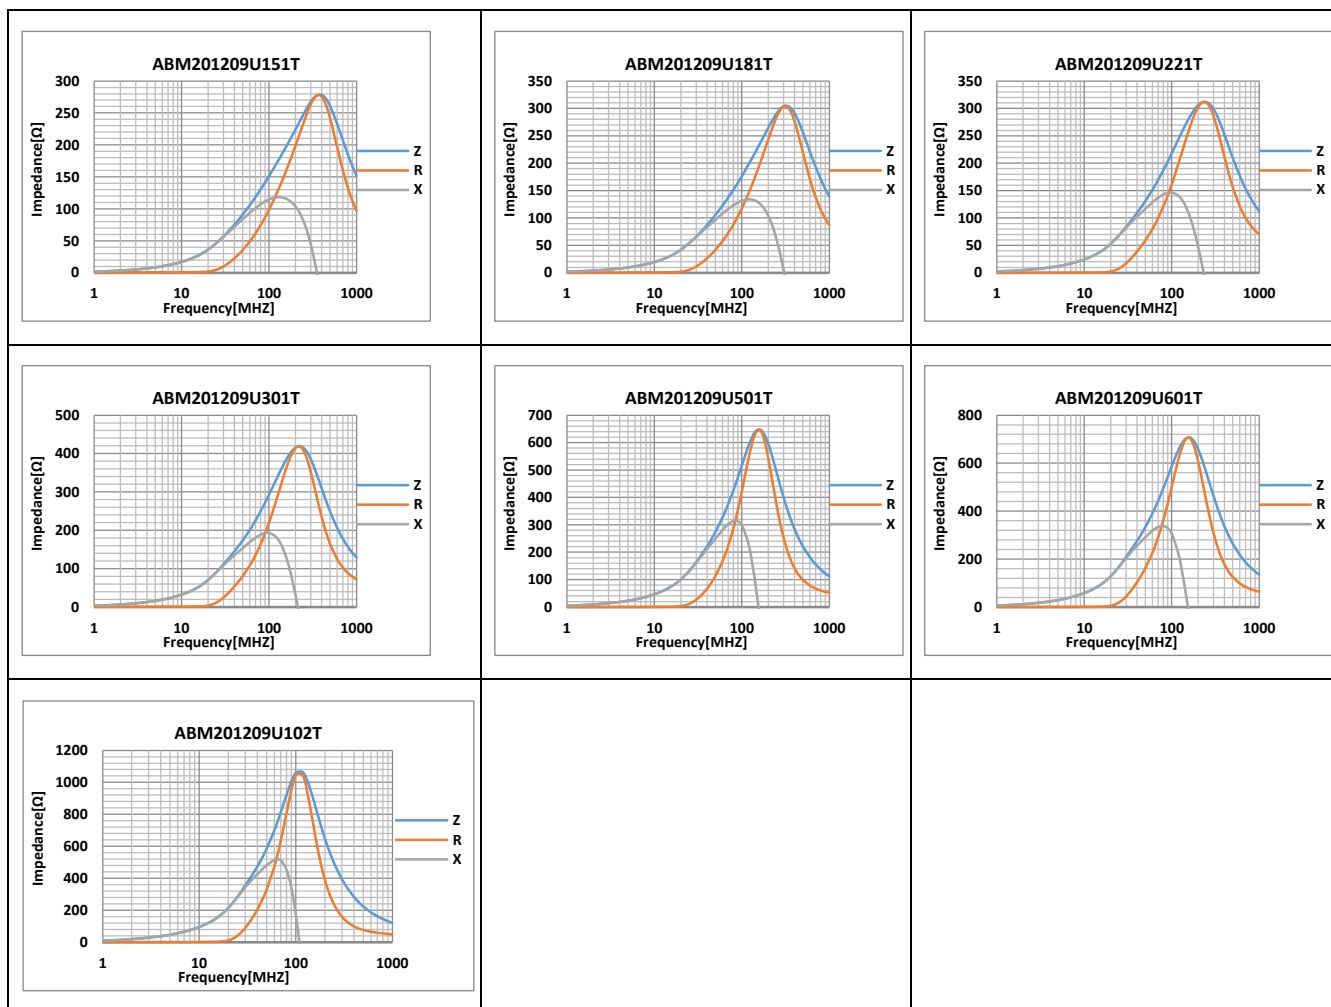 ABM201209U151T
Impedance[Ω]
300
250
200
150
100
50
0
1 10 100 1000
Frequency[MHZ]
Z
R
X
ABM201209U181T
Impedance[Ω]
350
300
250
200
150
100
50
0
1 10 100 1000
Frequency[MHZ]
Z
R
X
ABM201209U221T
Impedance[Ω]
350
300
250
200
150
100
50
0
1 10 100 1000
Frequency[MHZ]
Z
R
X
ABM201209U301T
Impedance[Ω]
500
400
300
200
100
0
1 10 100 1000
Frequency[MHZ]
Z
R
X
ABM201209U501T
Impedance[Ω]
700
600
500
400
300
200
100
0
1 10 100 1000
Frequency[MHZ]
Z
R
X
ABM201209U601T
Impedance[Ω]
800
600
400
200
0
1 10 100 1000
Frequency[MHZ]
Z
R
X
ABM201209U102T
Impedance[Ω]
1200
1000
800
600
400
200
0
1 10 100 1000
Frequency[MHZ]
Z
R
X